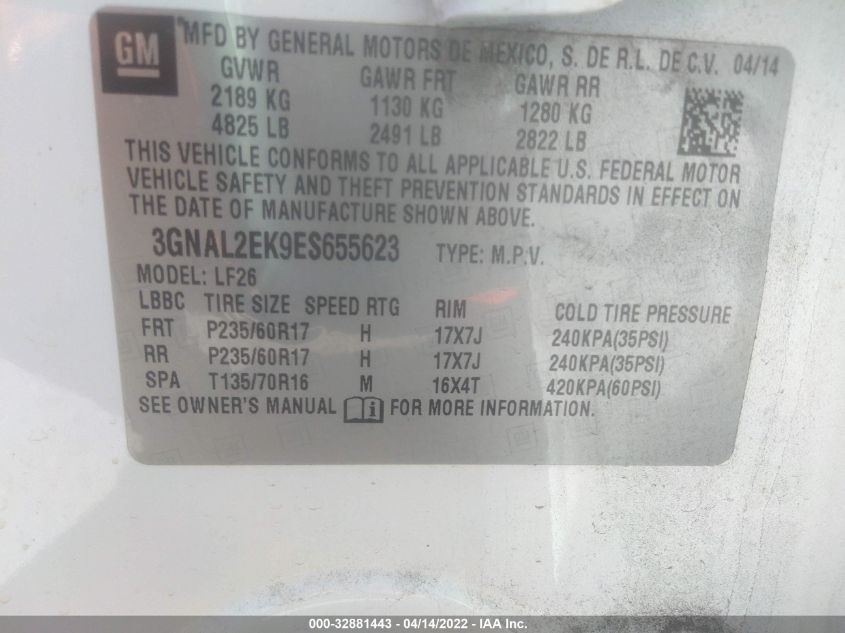 GM
MFD BY GENERAL MOTORS DE MEXICO, S. DE R.L. DE C.V. 04/14
GVWR GAWR FRT GAWR RR
2189 KG 1130 KG 1280 KG
4825 LB 2491 LB 2822 LB
THIS VEHICLE CONFORMS TO ALL APPLICABLE U.S. FEDERAL MOTOR
VEHICLE SAFETY AND THEFT PREVENTION STANDARDS IN EFFECT ON
THE DATE OF MANUFACTURE SHOWN ABOVE.
3GNAL2EK9ES655623 TYPE: M.P.V.
MODEL: LF26
LBBC TIRE SIZE SPEED RTG RIM COLD TIRE PRESSURE
FRT P235/60R17 H 17X7J 240KPA(35PSI)
RR P235/60R17 H 17X7J 240KPA(35PSI)
SPA T135/70R16 M 16X4T 420KPA(60PSI)
SEE OWNER'S MANUAL FOR MORE INFORMATION.
000-32881443 - 04/14/2022 - IAA Inc.